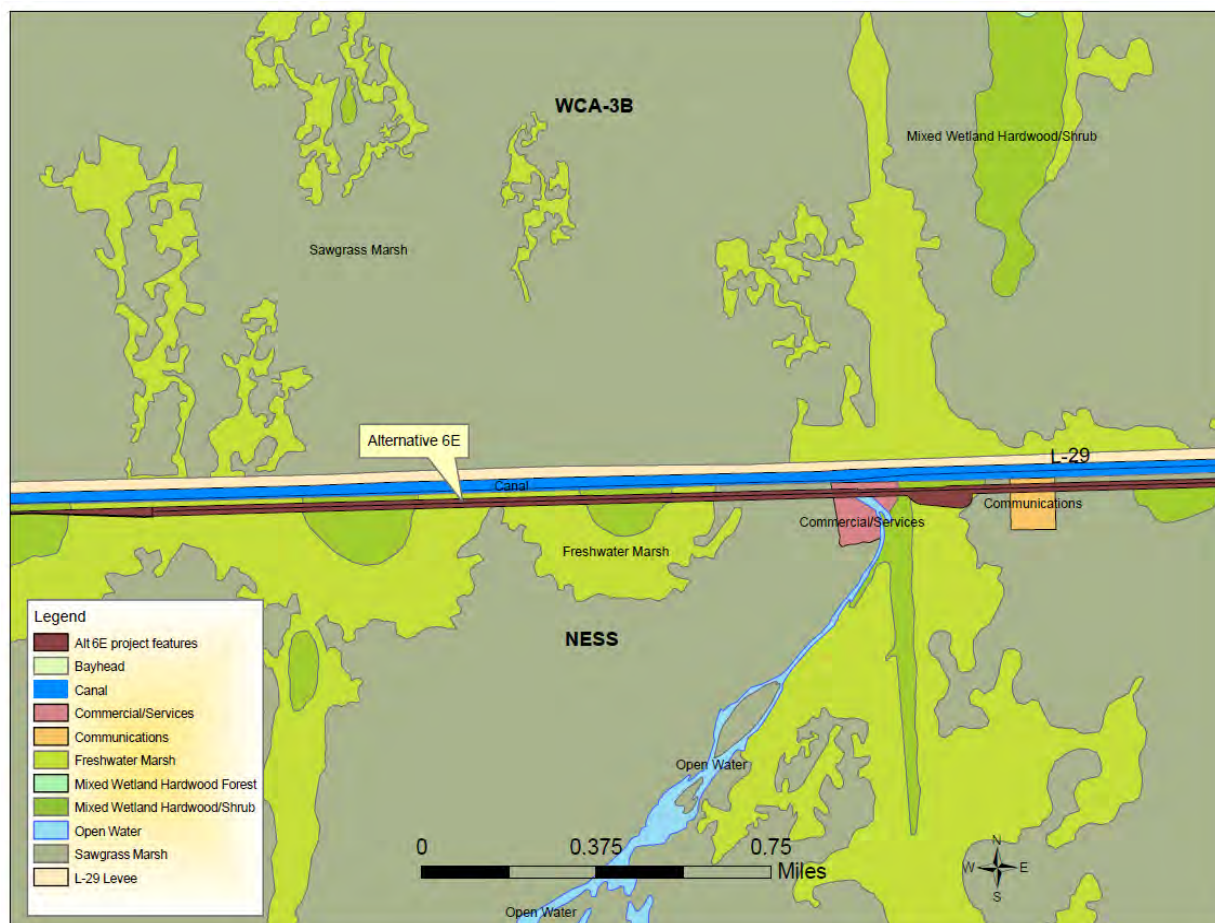 WCA-3B
Mixed Wetland Hardwood/Shrub
Sawgrass Marsh
Alternative 6E
L-29
Canal
Communications
Commercial/Services
Freshwater Marsh
NESS
Legend
Alt 6E project features
Bayhead
Canal
Commercial/Services
Communications
Freshwater Marsh
Mixed Wetland Hardwood Forest
Mixed Wetland Hardwood/Shrub
Open Water
Sawgrass Marsh
L-29 Levee
Open Water
0 0.375 0.75
Miles
N
W E
S
Open Water